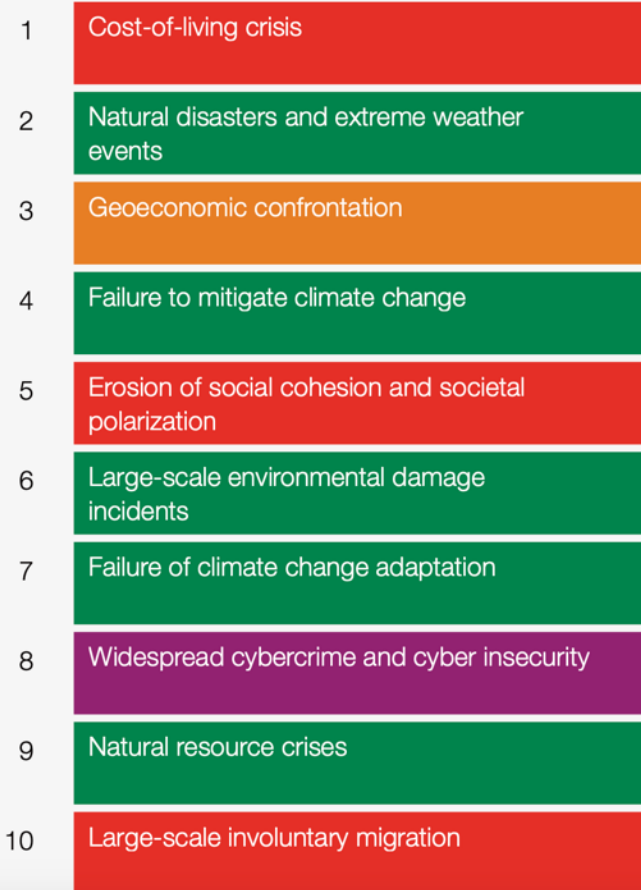 1 Cost-of-living crisis
2 Natural disasters and extreme weather
events
3 Geoeconomic confrontation
4 Failure to mitigate climate change
5 Erosion of social cohesion and societal
polarization
6 Large-scale environmental damage
incidents
7 Failure of climate change adaptation
8 Widespread cybercrime and cyber insecurity
9 Natural resource crises
10 Large-scale involuntary migration